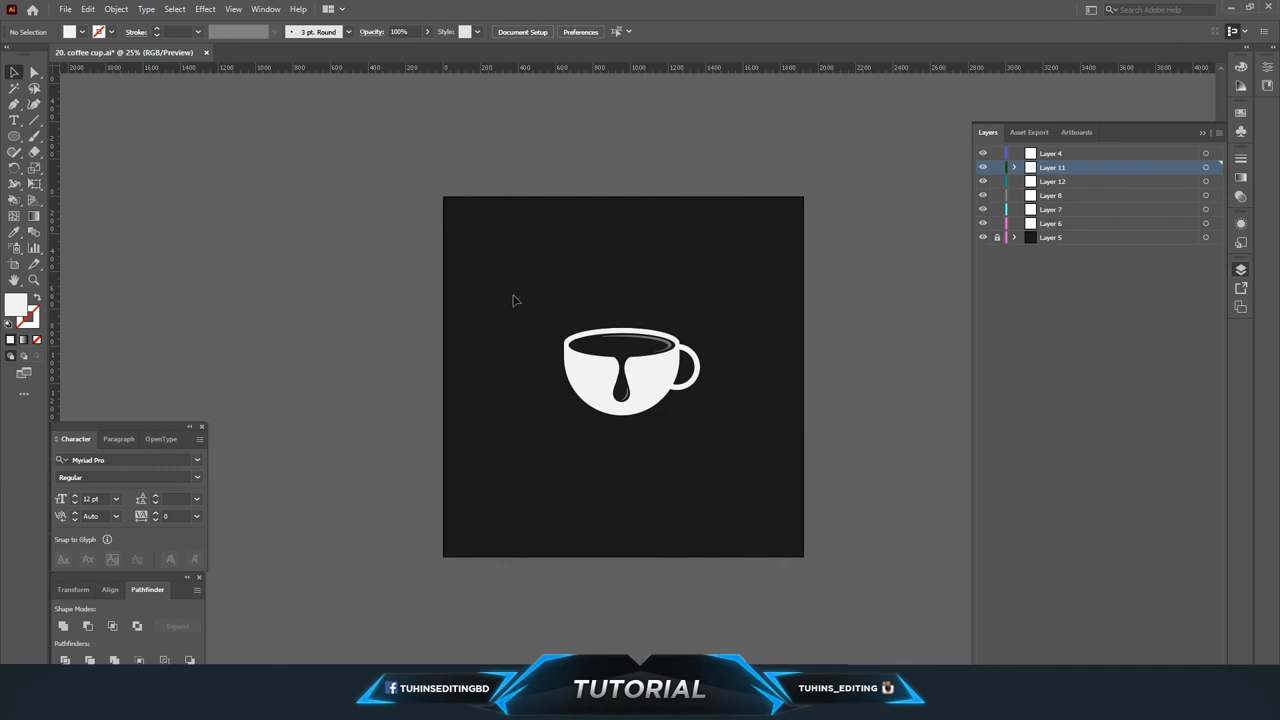 Ai
File Edit Object Type Select Effect View Window Help
Search Adobe Help
No Selection Stroke: 3 pt. Round Opacity: 100% Style: Document Setup Preferences
20. coffee cup.ai* @ 25% (RGB/Preview)
Layers Asset Export Artboards
Layer 4
Layer 11
Layer 12
Layer 8
Layer 7
Layer 6
Layer 5
Character Paragraph OpenType
Myriad Pro
Regular
12 pt
Auto 0
Snap to Glyph
Transform Align Pathfinder
Shape Modes:
Expand
Pathfinders:
TUHINSEDITINGBD
TUTORIAL
TUHINS_EDITING